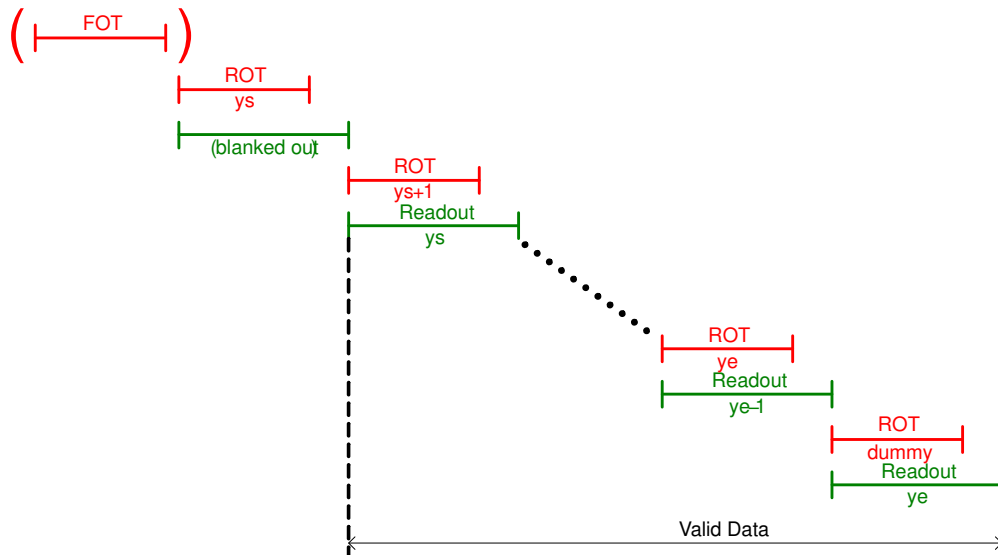 ( FOT )
ROT
ys
(blanked out)
ROT
ys+1
Readout
ys
ROT
ye
Readout
ye–1
ROT
dummy
Readout
ye
Valid Data